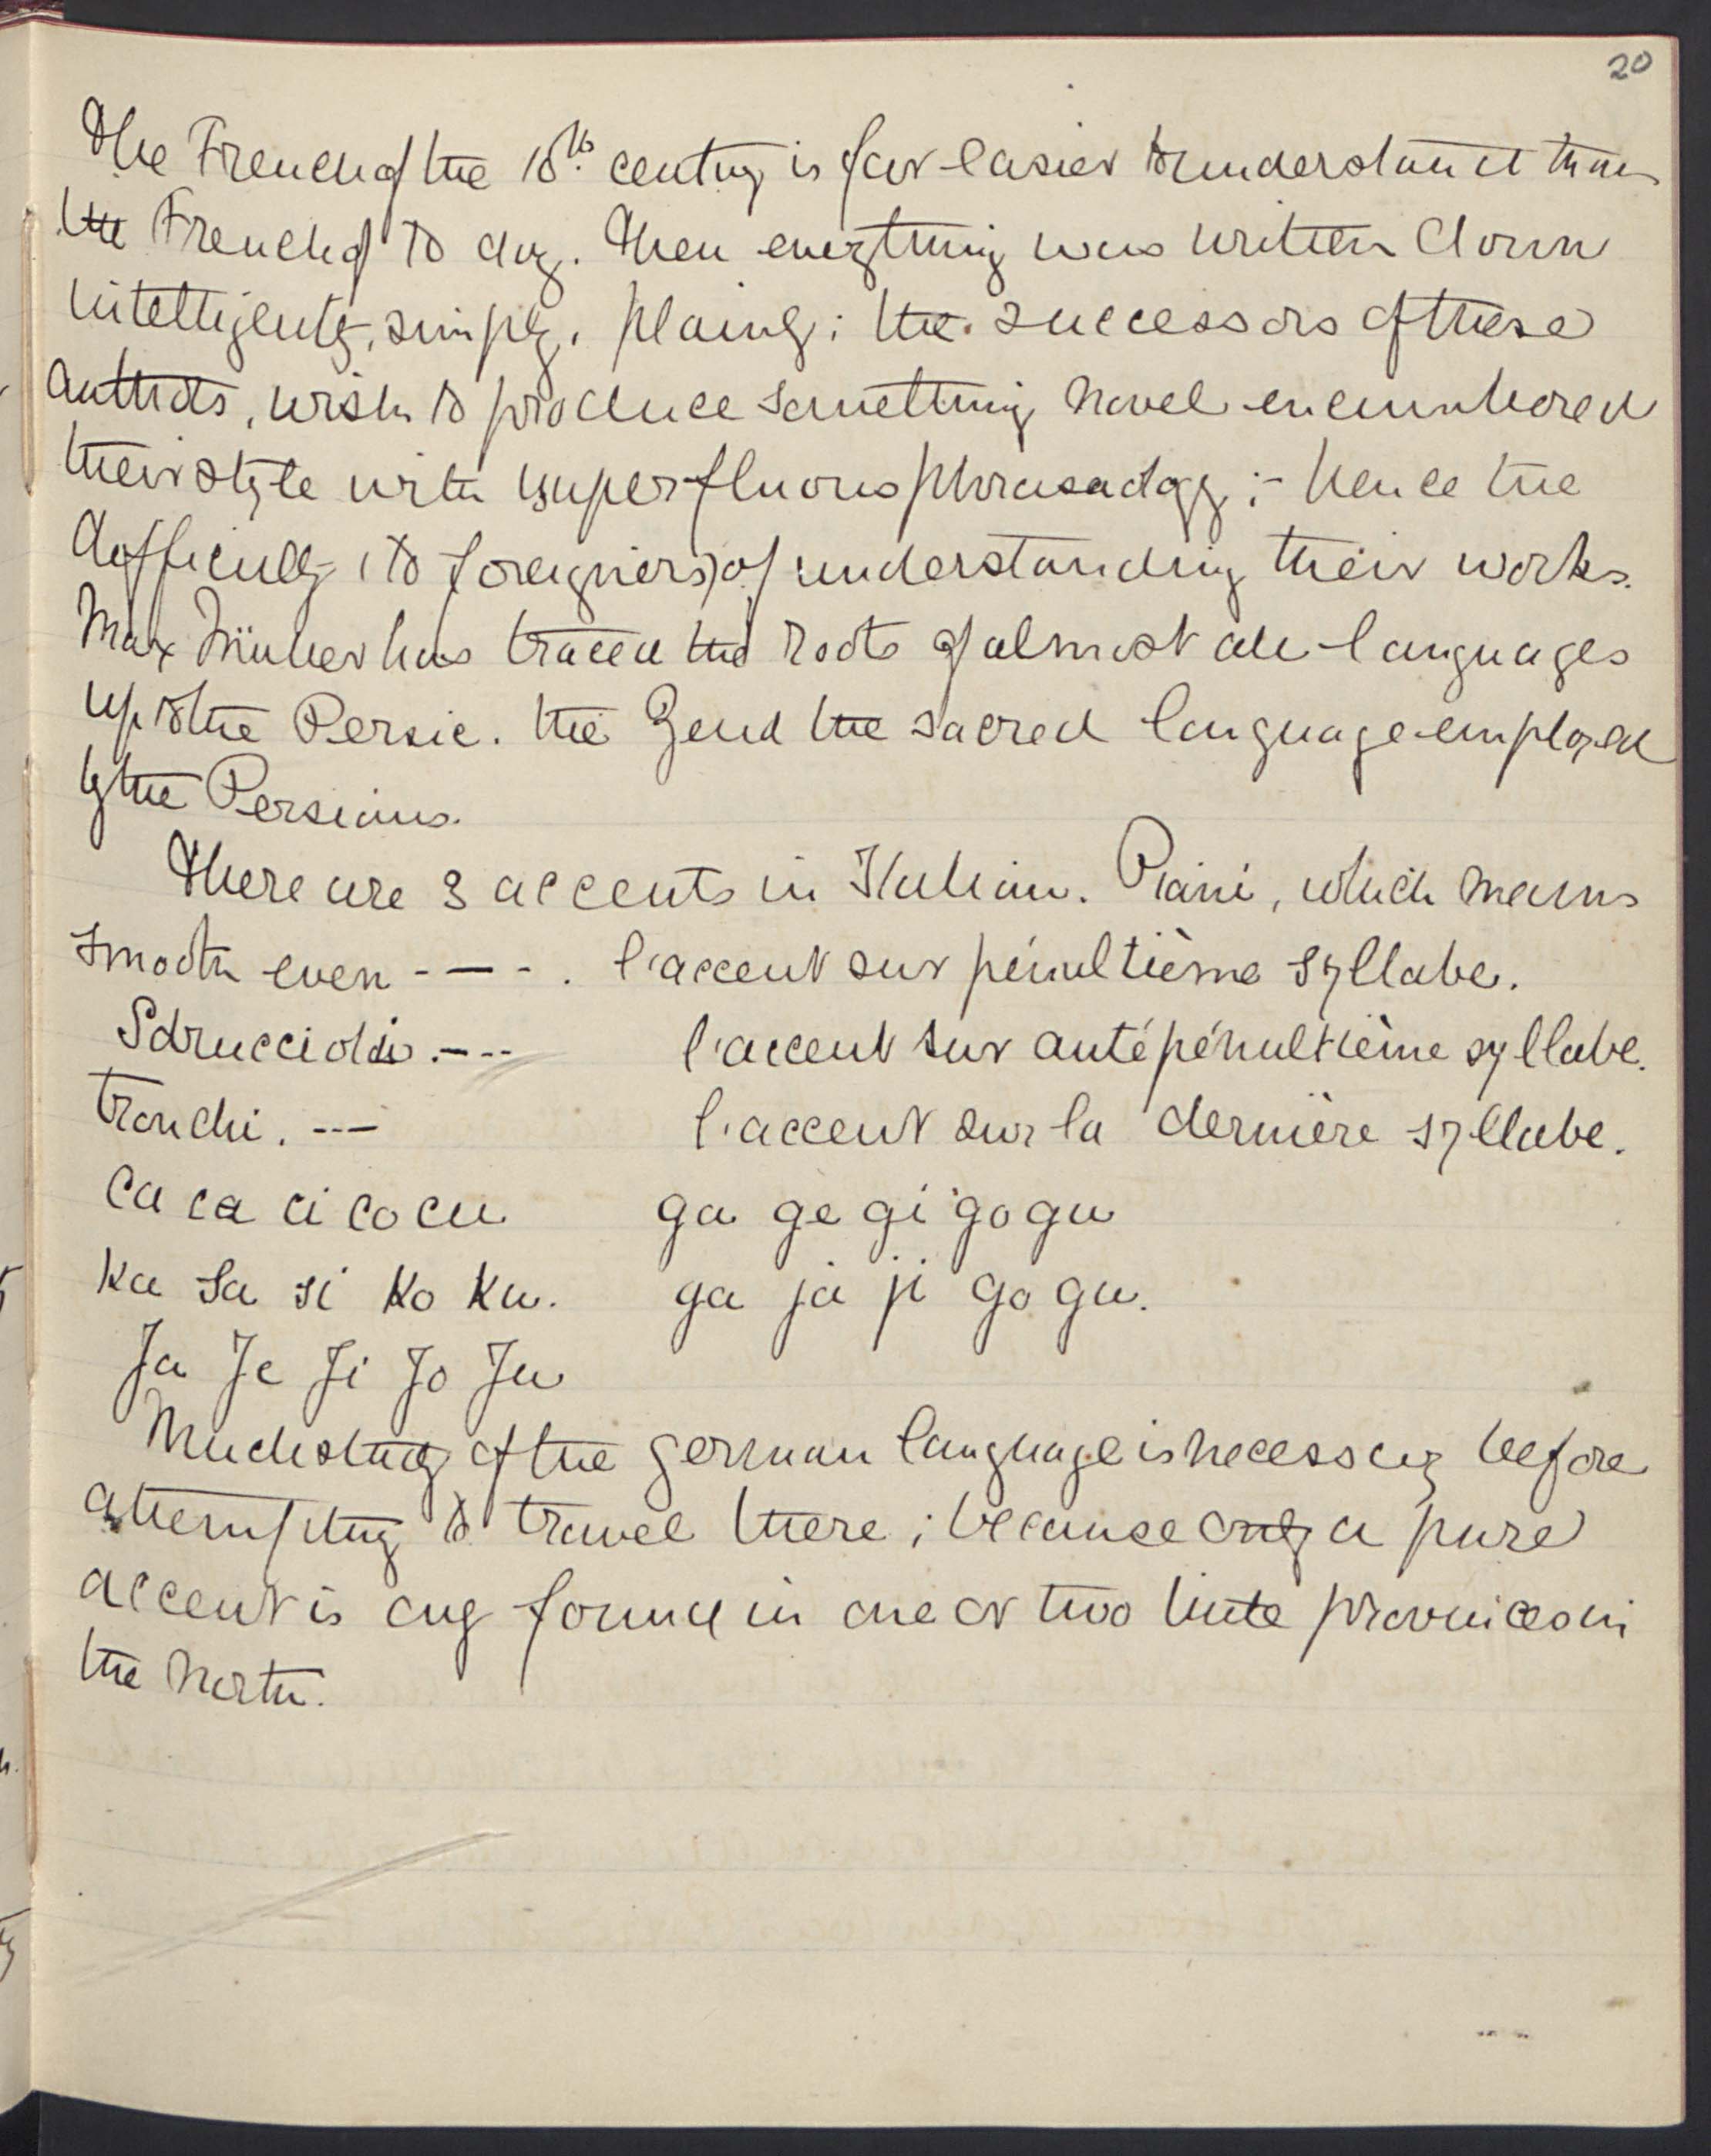 20
The French of the 18th. century is far easier to understand than
the French of to day. Then everything was written down
intelligently, simply, plainly; the successors of these
authors, wish to produce something novel encumbered
their style with superfluous phrasadogy; - hence the
difficulty (to foreigners) of understanding their works.
Max Müller has traced the roots of almost all languages
up to the Persic. the Zend the sacred language employed
by the Persians.
There are 3 accents in Italian. Piani, which means
smooth even - — - . l'accent sur pénultième syllabe.
Sdruccioli. — - - l'accent sur antépénultième syllabe.
Tronchi. - - — l'accent sur la dernière syllabe.
ca ca ci co cu ga ge gi go gu
ka sa si ko ku. ga ja ji go gu.
Ja Je Ji Jo Ju
Much study of the german language is necessary before
attempting to travel there; because only a pure
accent is only found in one or two little provinces in
the North.